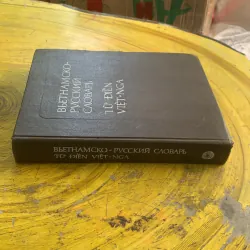 ВЬЕТНАМСКО-
РУССКИЙ
СЛОВАРЬ
TỪ ĐIỂN
VIỆT-NGA
ВЬЕТНАМСКО-РУССКИЙ СЛОВАРЬ
TỪ ĐIỂN VIỆT-NGA